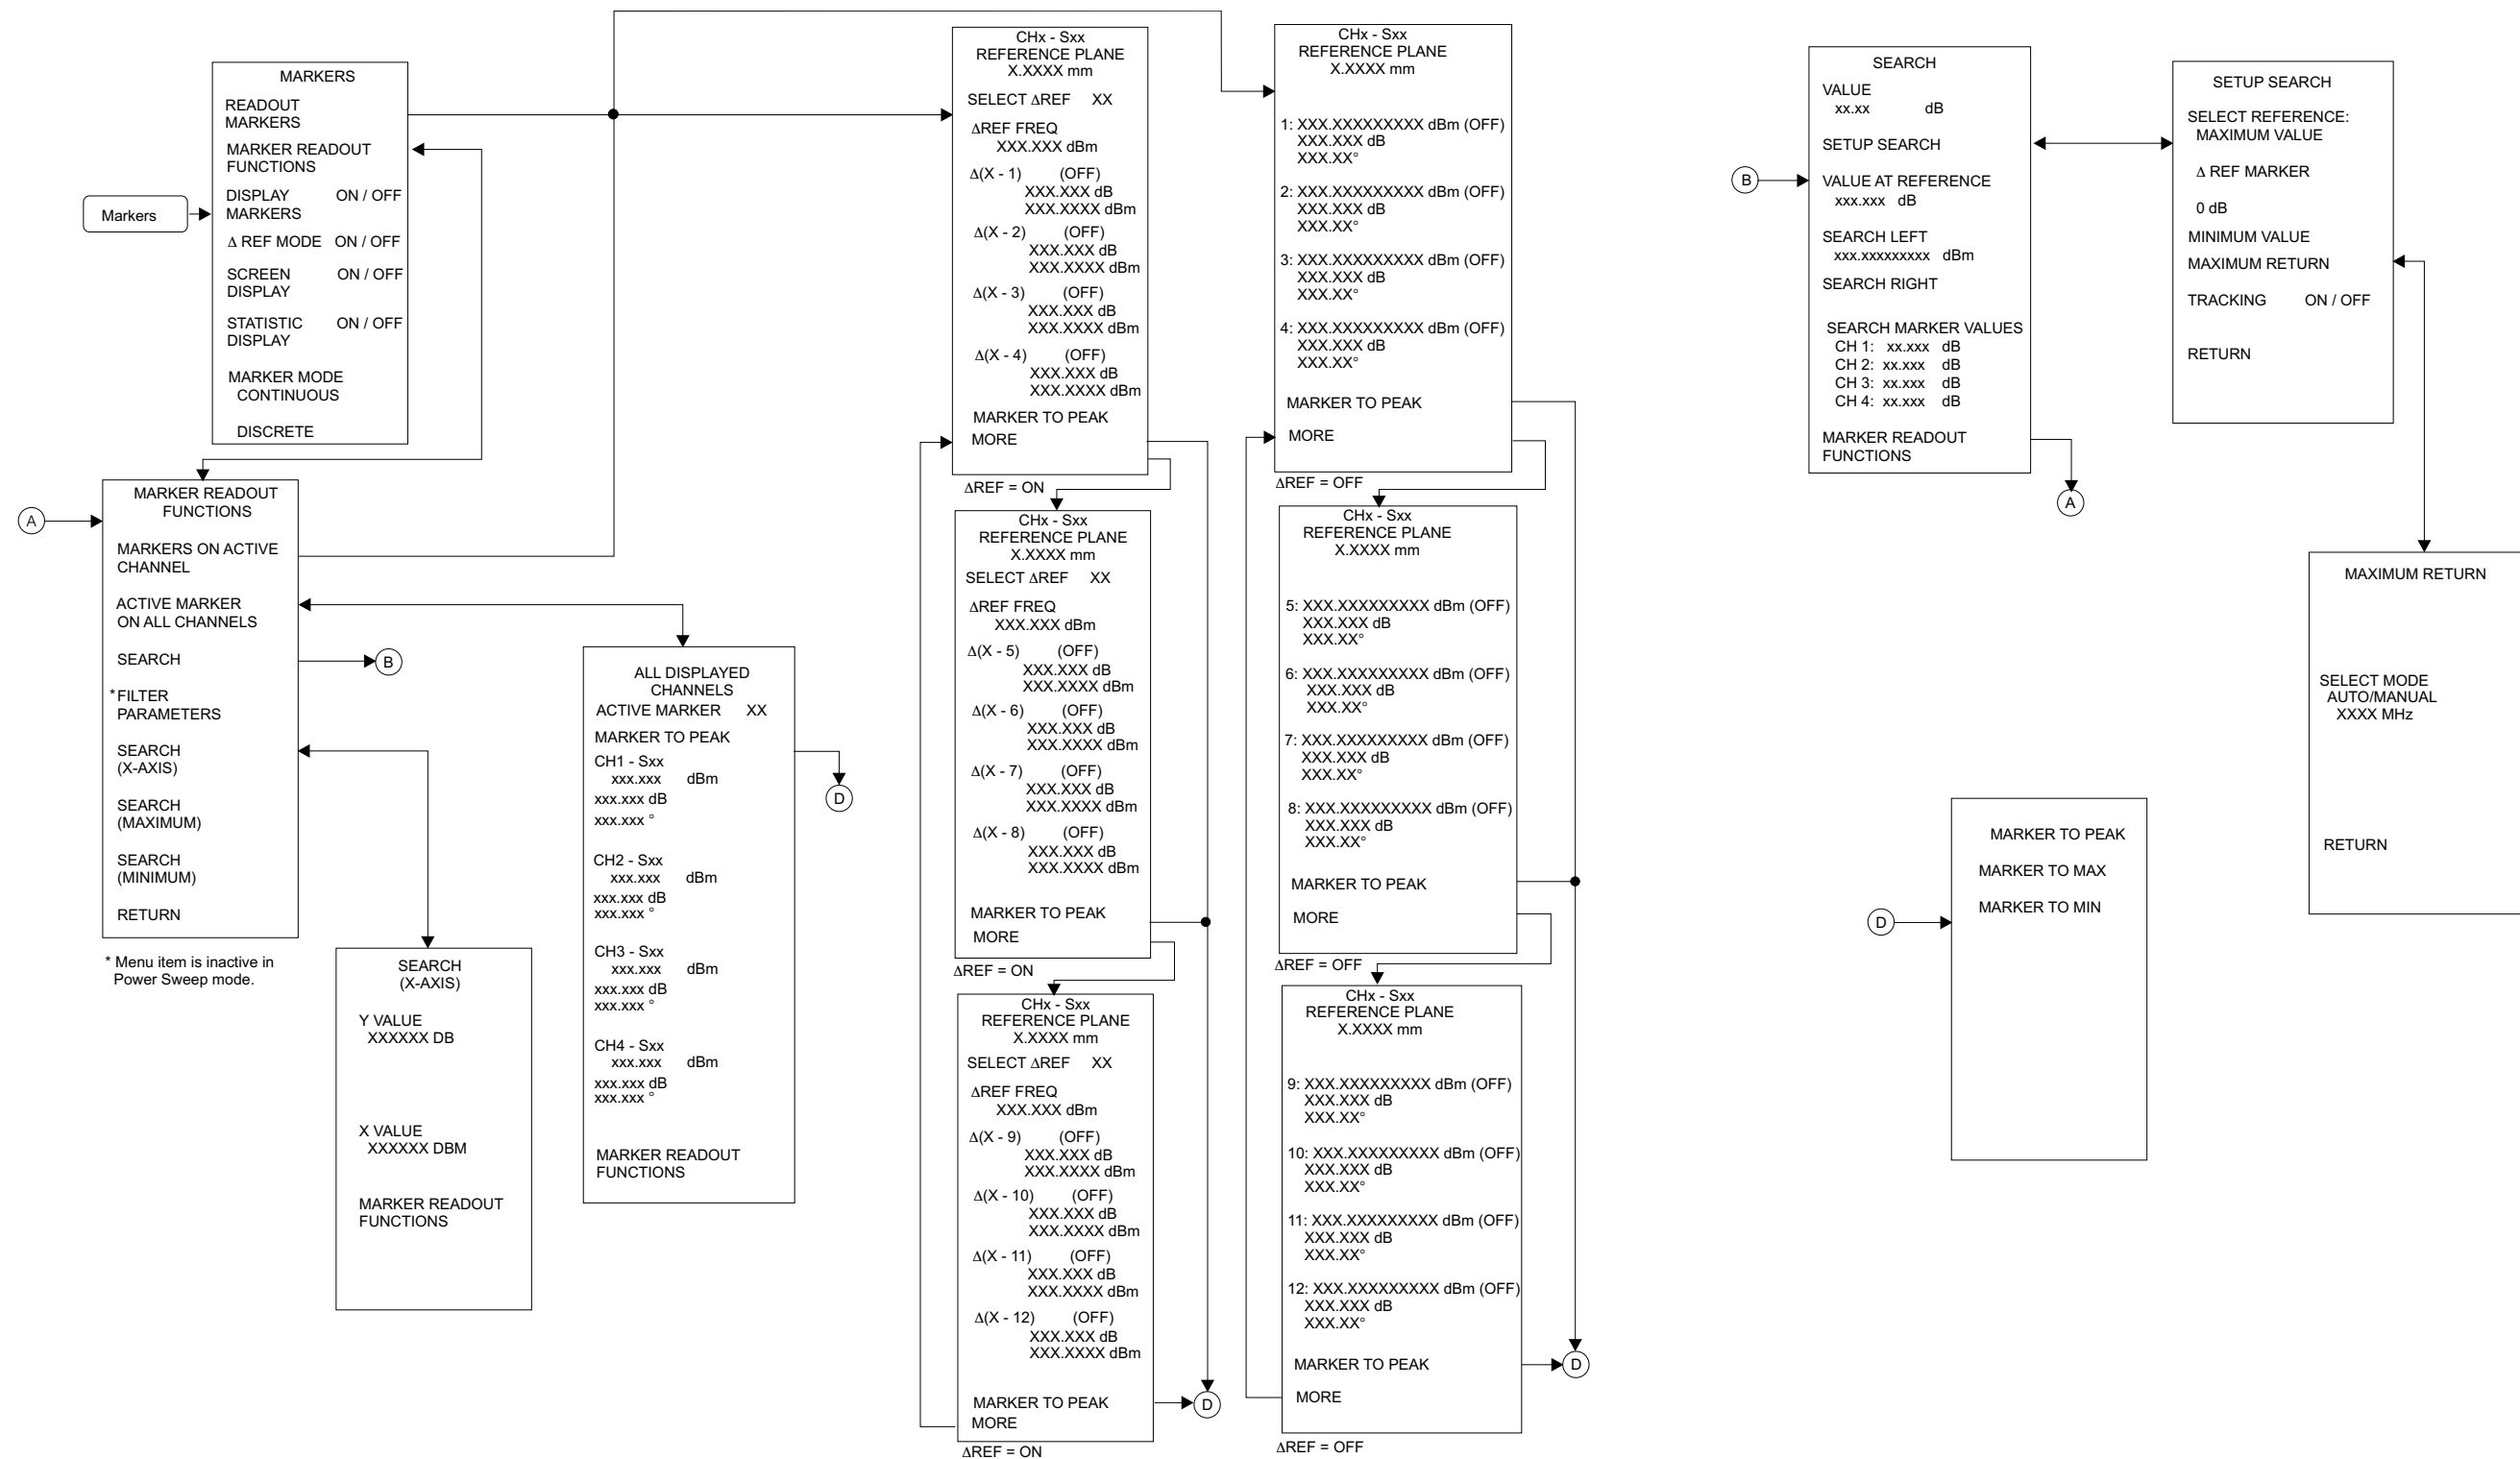 Markers
MARKERS
READOUT
MARKERS
MARKER READOUT
FUNCTIONS
DISPLAY ON / OFF
MARKERS
Δ REF MODE ON / OFF
SCREEN ON / OFF
DISPLAY
STATISTIC ON / OFF
DISPLAY
MARKER MODE
CONTINUOUS
DISCRETE
A
MARKER READOUT
FUNCTIONS
MARKERS ON ACTIVE
CHANNEL
ACTIVE MARKER
ON ALL CHANNELS
SEARCH
B
*FILTER
PARAMETERS
SEARCH
(X-AXIS)
SEARCH
(MAXIMUM)
SEARCH
(MINIMUM)
RETURN
* Menu item is inactive in
Power Sweep mode.
SEARCH
(X-AXIS)
Y VALUE
XXXXXX DB
X VALUE
XXXXXX DBM
MARKER READOUT
FUNCTIONS
ALL DISPLAYED
CHANNELS
ACTIVE MARKER XX
MARKER TO PEAK
CH1 - Sxx
xxx.xxx dBm
xxx.xxx dB
xxx.xxx °
CH2 - Sxx
xxx.xxx dBm
xxx.xxx dB
xxx.xxx °
CH3 - Sxx
xxx.xxx dBm
xxx.xxx dB
xxx.xxx °
CH4 - Sxx
xxx.xxx dBm
xxx.xxx dB
xxx.xxx °
MARKER READOUT
FUNCTIONS
D
CHx - Sxx
REFERENCE PLANE
X.XXXX mm
SELECT ΔREF XX
ΔREF FREQ
XXX.XXX dBm
Δ(X - 1) (OFF)
XXX.XXX dB
XXX.XXXX dBm
Δ(X - 2) (OFF)
XXX.XXX dB
XXX.XXXX dBm
Δ(X - 3) (OFF)
XXX.XXX dB
XXX.XXXX dBm
Δ(X - 4) (OFF)
XXX.XXX dB
XXX.XXXX dBm
MARKER TO PEAK
MORE
ΔREF = ON
CHx - Sxx
REFERENCE PLANE
X.XXXX mm
SELECT ΔREF XX
ΔREF FREQ
XXX.XXX dBm
Δ(X - 5) (OFF)
XXX.XXX dB
XXX.XXXX dBm
Δ(X - 6) (OFF)
XXX.XXX dB
XXX.XXXX dBm
Δ(X - 7) (OFF)
XXX.XXX dB
XXX.XXXX dBm
Δ(X - 8) (OFF)
XXX.XXX dB
XXX.XXXX dBm
MARKER TO PEAK
MORE
ΔREF = ON
CHx - Sxx
REFERENCE PLANE
X.XXXX mm
SELECT ΔREF XX
ΔREF FREQ
XXX.XXX dBm
Δ(X - 9) (OFF)
XXX.XXX dB
XXX.XXXX dBm
Δ(X - 10) (OFF)
XXX.XXX dB
XXX.XXXX dBm
Δ(X - 11) (OFF)
XXX.XXX dB
XXX.XXXX dBm
Δ(X - 12) (OFF)
XXX.XXX dB
XXX.XXXX dBm
MARKER TO PEAK
MORE
D
ΔREF = ON
CHx - Sxx
REFERENCE PLANE
X.XXXX mm
1: XXX.XXXXXXXXX dBm (OFF)
XXX.XXX dB
XXX.XX°
2: XXX.XXXXXXXXX dBm (OFF)
XXX.XXX dB
XXX.XX°
3: XXX.XXXXXXXXX dBm (OFF)
XXX.XXX dB
XXX.XX°
4: XXX.XXXXXXXXX dBm (OFF)
XXX.XXX dB
XXX.XX°
MARKER TO PEAK
MORE
ΔREF = OFF
CHx - Sxx
REFERENCE PLANE
X.XXXX mm
5: XXX.XXXXXXXXX dBm (OFF)
XXX.XXX dB
XXX.XX°
6: XXX.XXXXXXXXX dBm (OFF)
XXX.XXX dB
XXX.XX°
7: XXX.XXXXXXXXX dBm (OFF)
XXX.XXX dB
XXX.XX°
8: XXX.XXXXXXXXX dBm (OFF)
XXX.XXX dB
XXX.XX°
MARKER TO PEAK
MORE
ΔREF = OFF
CHx - Sxx
REFERENCE PLANE
X.XXXX mm
9: XXX.XXXXXXXXX dBm (OFF)
XXX.XXX dB
XXX.XX°
10: XXX.XXXXXXXXX dBm (OFF)
XXX.XXX dB
XXX.XX°
11: XXX.XXXXXXXXX dBm (OFF)
XXX.XXX dB
XXX.XX°
12: XXX.XXXXXXXXX dBm (OFF)
XXX.XXX dB
XXX.XX°
MARKER TO PEAK
MORE
D
ΔREF = OFF
B
SEARCH
VALUE
xx.xx dB
SETUP SEARCH
VALUE AT REFERENCE
xxx.xxx dB
SEARCH LEFT
xxx.xxxxxxxxx dBm
SEARCH RIGHT
SEARCH MARKER VALUES
CH 1: xx.xxx dB
CH 2: xx.xxx dB
CH 3: xx.xxx dB
CH 4: xx.xxx dB
MARKER READOUT
FUNCTIONS
A
SETUP SEARCH
SELECT REFERENCE:
MAXIMUM VALUE
Δ REF MARKER
0 dB
MINIMUM VALUE
MAXIMUM RETURN
TRACKING ON / OFF
RETURN
MAXIMUM RETURN
SELECT MODE
AUTO/MANUAL
XXXX MHz
RETURN
D
MARKER TO PEAK
MARKER TO MAX
MARKER TO MIN